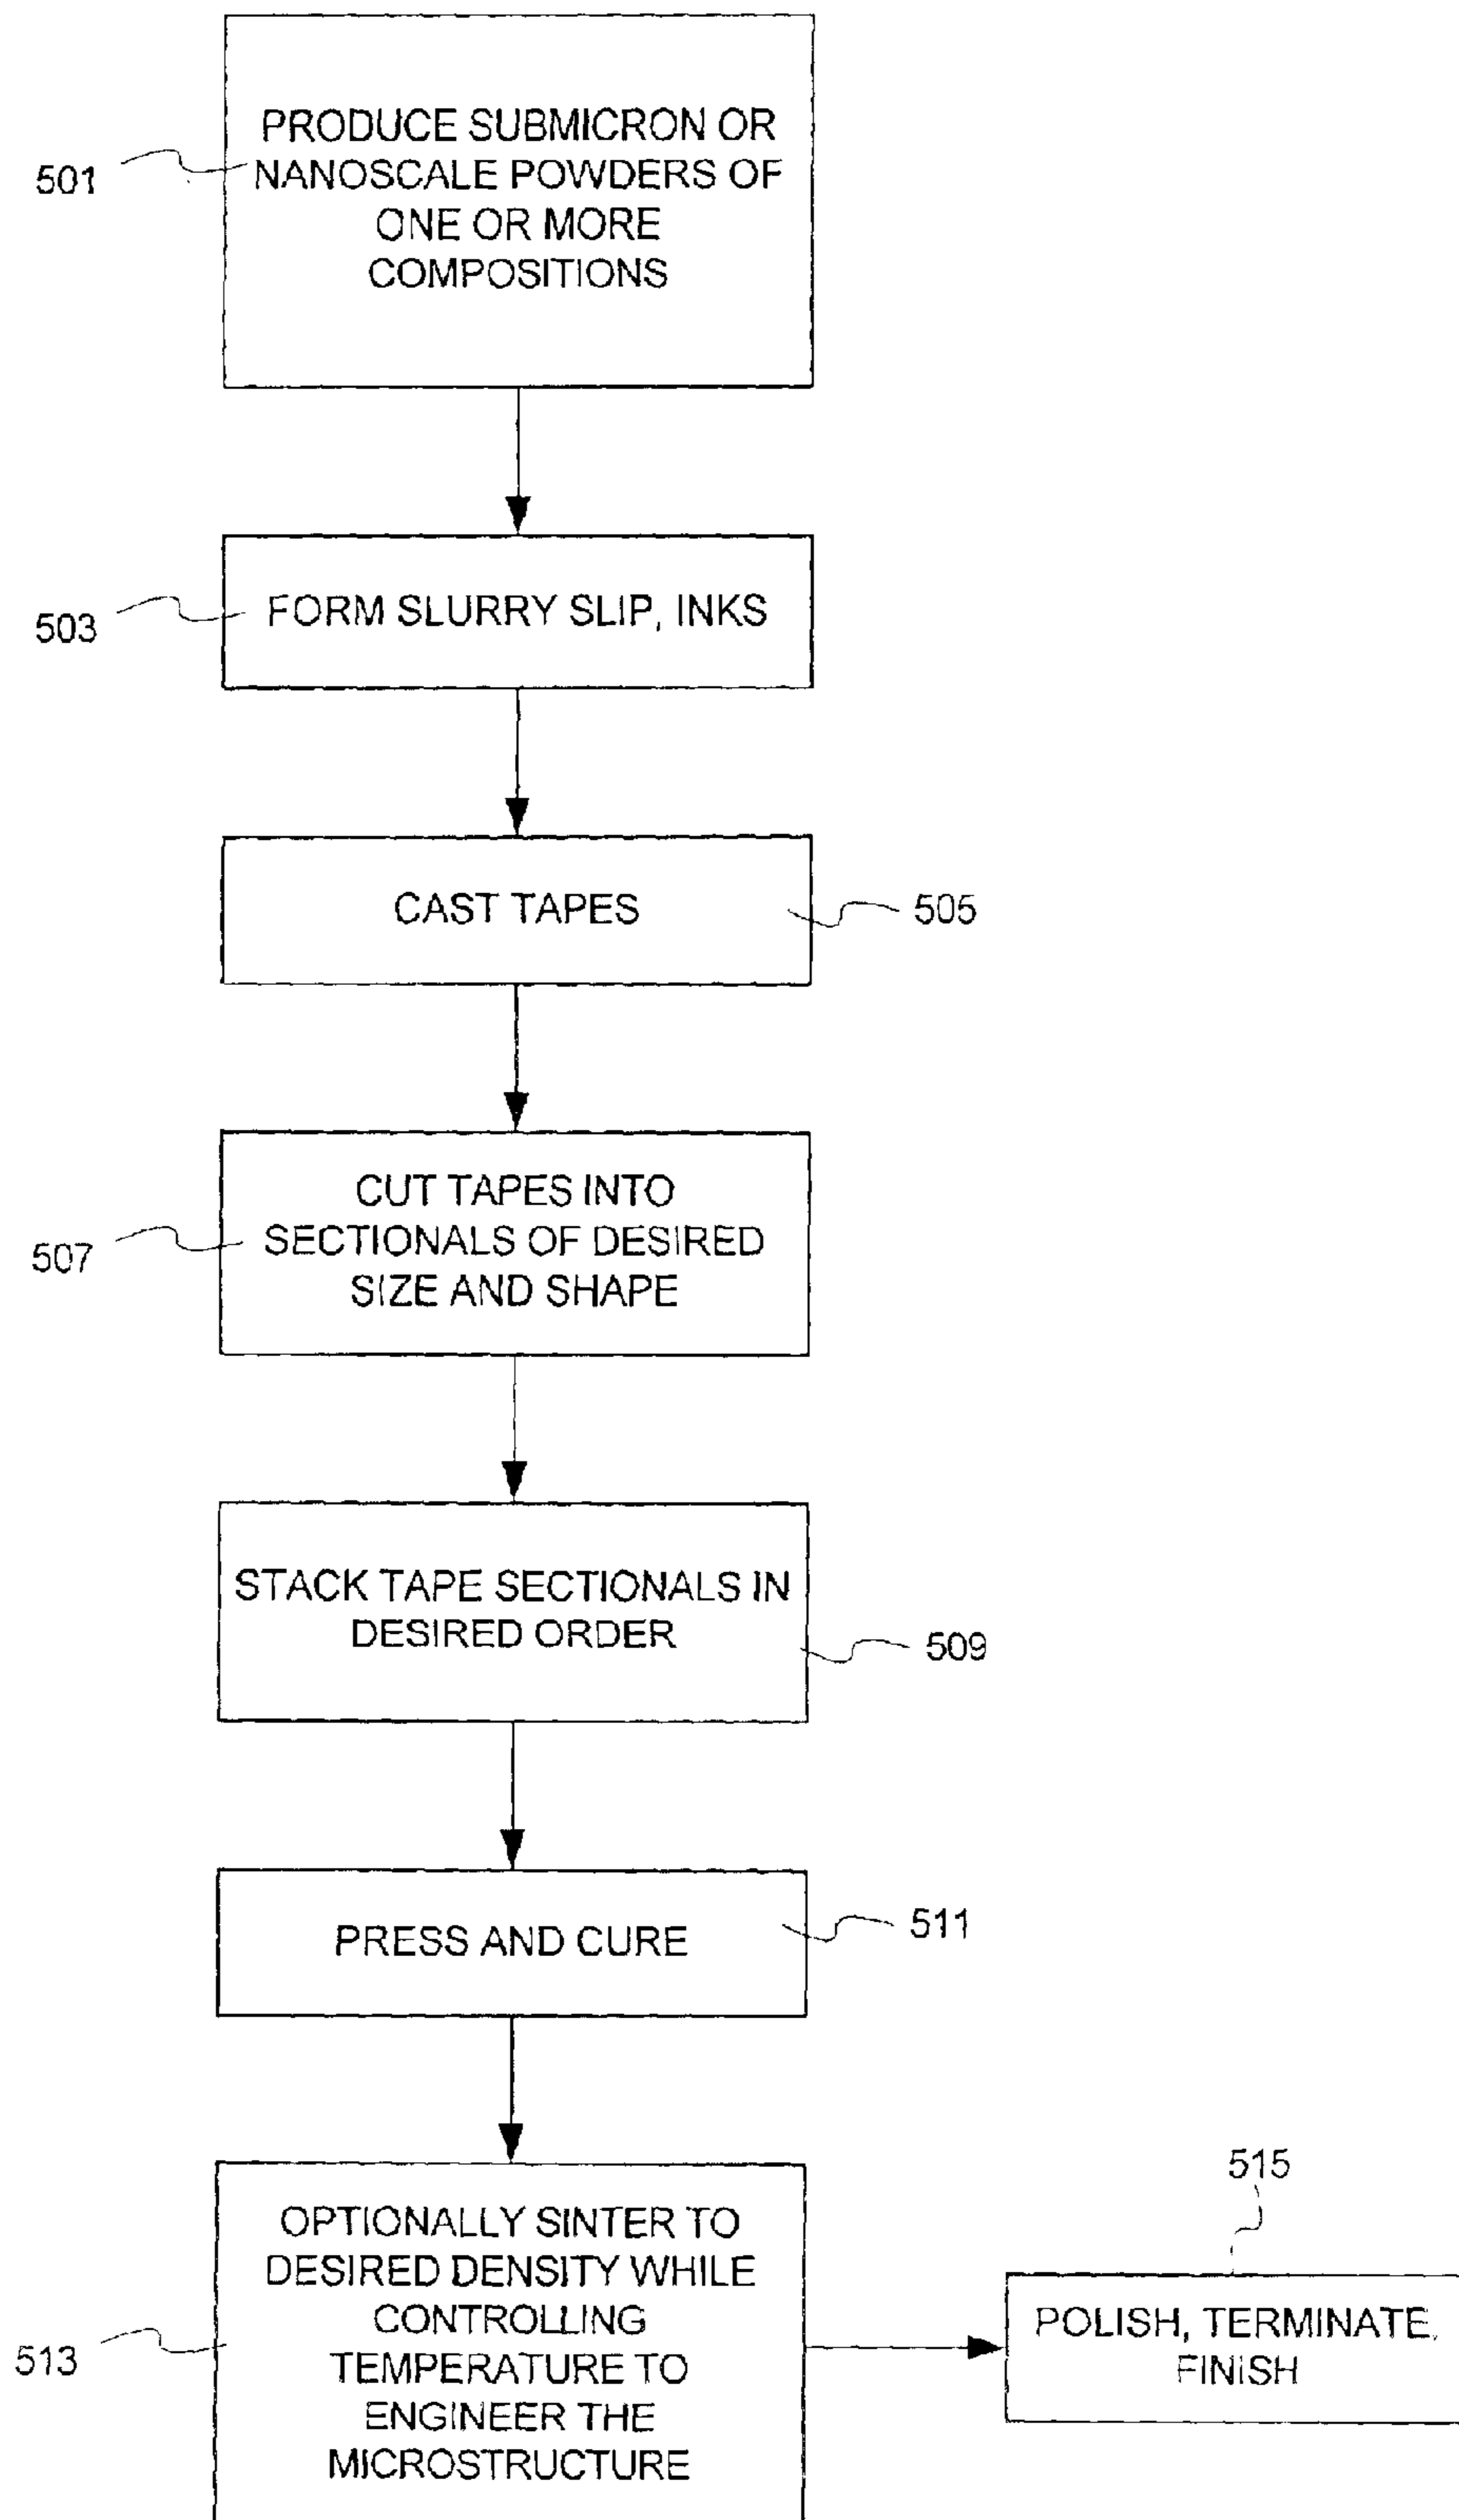 PRODUCE SUBMICRON OR
NANOSCALE POWDERS OF
ONE OR MORE
COMPOSITIONS
501
FORM SLURRY SLIP, INKS
503
CAST TAPES
505
CUT TAPES INTO
SECTIONALS OF DESIRED
SIZE AND SHAPE
507
STACK TAPE SECTIONALS IN
DESIRED ORDER
509
PRESS AND CURE
511
OPTIONALLY SINTER TO
DESIRED DENSITY WHILE
CONTROLLING
TEMPERATURE TO
ENGINEER THE
MICROSTRUCTURE
513
515
POLISH, TERMINATE,
FINISH